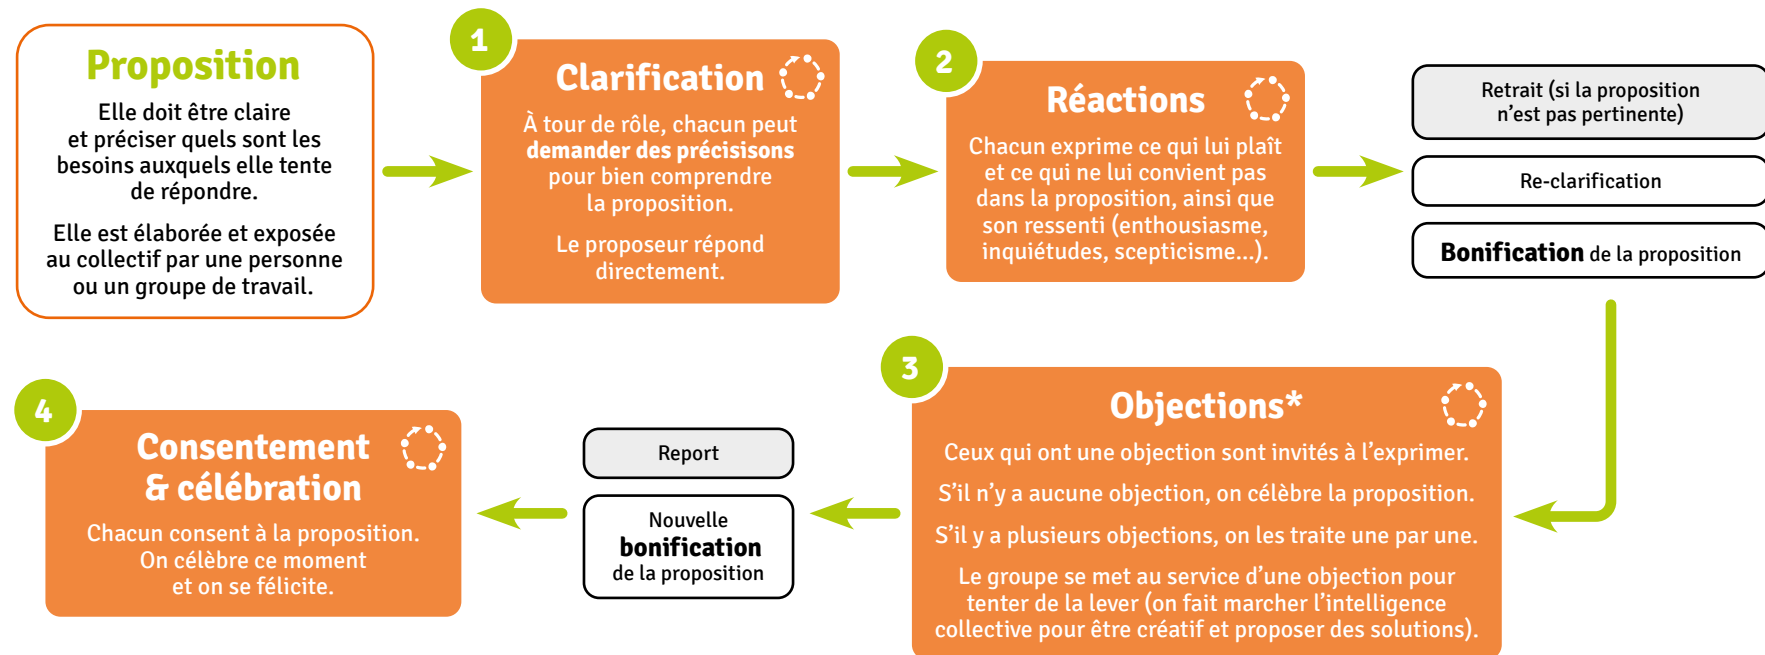 Proposition
Elle doit être claire
et préciser quels sont les
besoins auxquels elle tente
de répondre.
Elle est élaborée et exposée
au collectif par une personne
ou un groupe de travail.
1
Clarification
À tour de rôle, chacun peut
demander des précisisons
pour bien comprendre
la proposition.
Le proposeur répond
directement.
2
Réactions
Chacun exprime ce qui lui plaît
et ce qui ne lui convient pas
dans la proposition, ainsi que
son ressenti (enthousiasme,
inquiétudes, scepticisme...).
Retrait (si la proposition
n'est pas pertinente)
Re-clarification
Bonification de la proposition
3
Objections*
Ceux qui ont une objection sont invités à l'exprimer.
S'il n'y a aucune objection, on célèbre la proposition.
S'il y a plusieurs objections, on les traite une par une.
Le groupe se met au service d'une objection pour
tenter de la lever (on fait marcher l'intelligence
collective pour être créatif et proposer des solutions).
Report
Nouvelle
bonification
de la proposition
4
Consentement
& célébration
Chacun consent à la proposition.
On célèbre ce moment
et on se félicite.